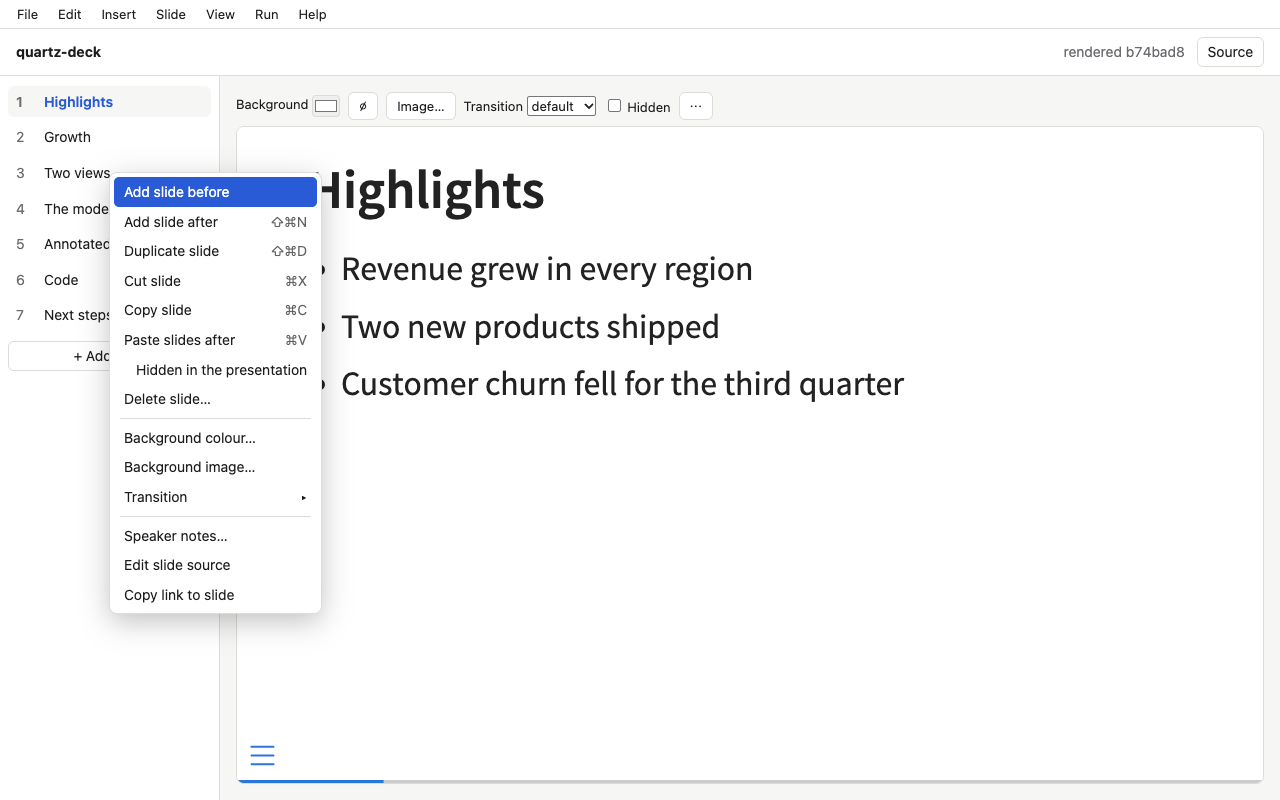 File Edit Insert Slide View Run Help
quartz-deck
rendered b74bad8 Source
1 Highlights
2 Growth
3 Two views
4 The mode
5 Annotated
6 Code
7 Next steps
+ Add
Add slide before
Add slide after ⇧⌘N
Duplicate slide ⇧⌘D
Cut slide ⌘X
Copy slide ⌘C
Paste slides after ⌘V
Hidden in the presentation
Delete slide...
Background colour...
Background image...
Transition ▸
Speaker notes...
Edit slide source
Copy link to slide
Background ø Image... Transition default Hidden ...
Highlights
• Revenue grew in every region
• Two new products shipped
• Customer churn fell for the third quarter